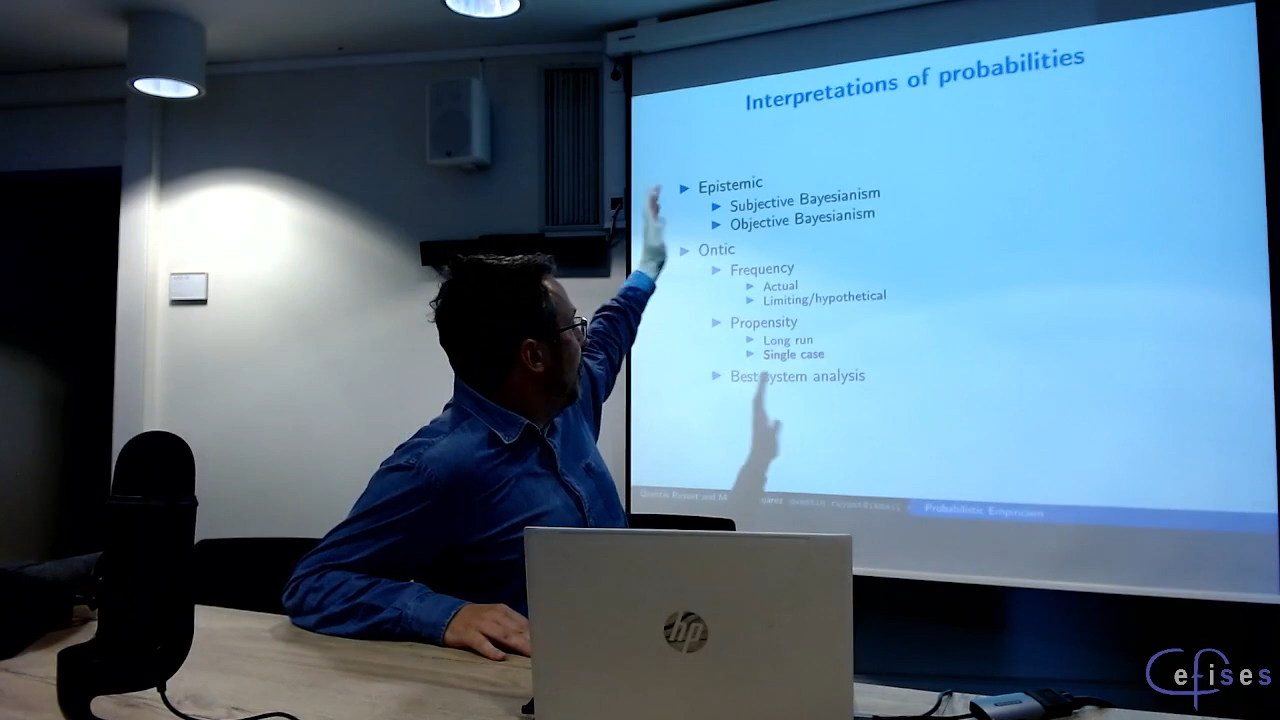 Interpretations of probabilities
Epistemic
Subjective Bayesianism
Objective Bayesianism
Ontic
Frequency
Actual
Limiting/hypothetical
Propensity
Long run
Single case
Best system analysis
Probabilistic Empiricism
hp
Cefises